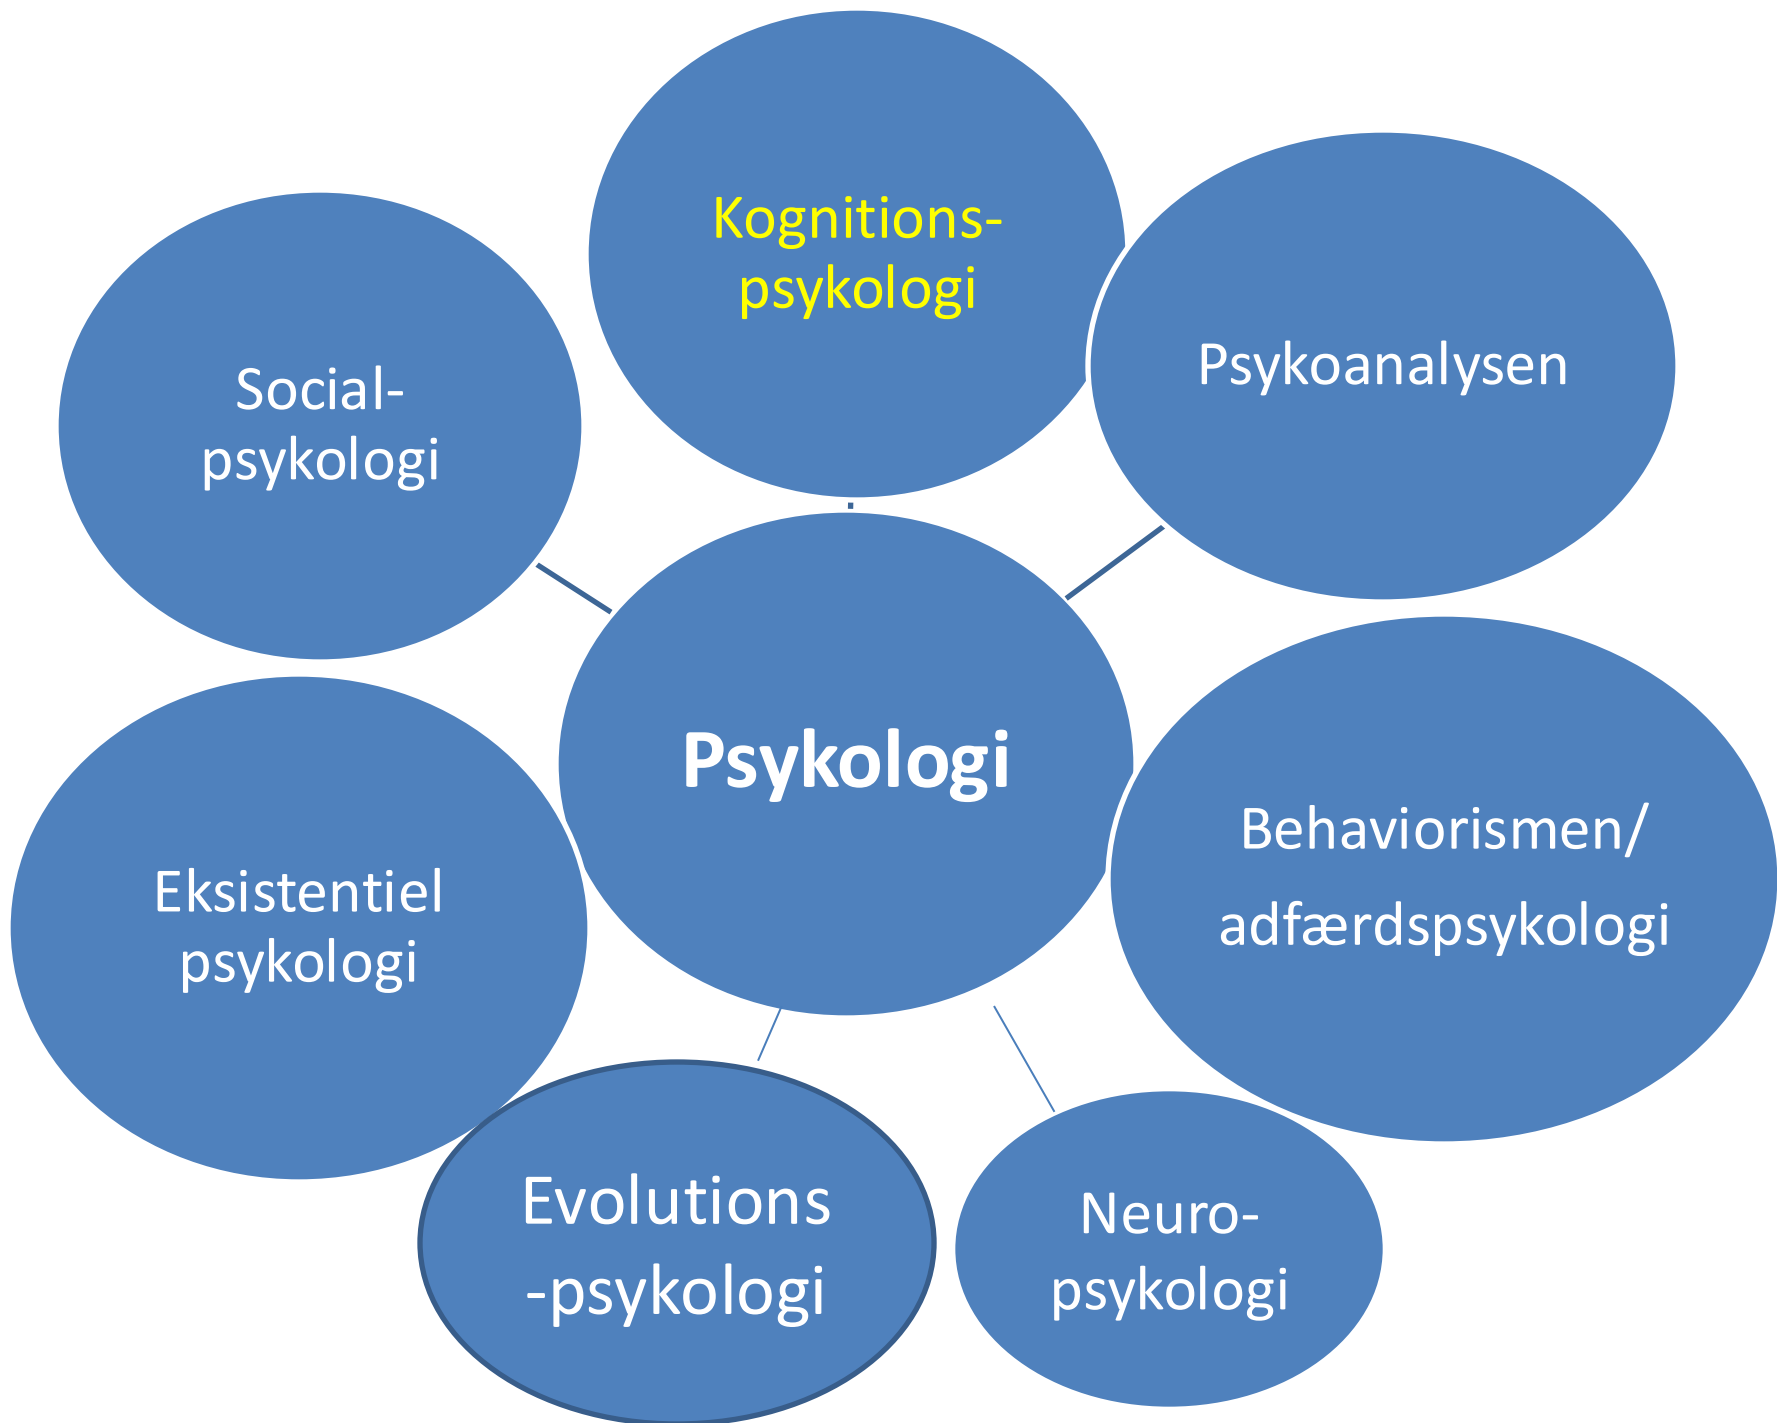 Kognitions-
psykologi
Psykoanalysen
Social-
psykologi
Psykologi
Behaviorismen/
adfærdspsykologi
Eksistentiel
psykologi
Evolutions
-psykologi
Neuro-
psykologi